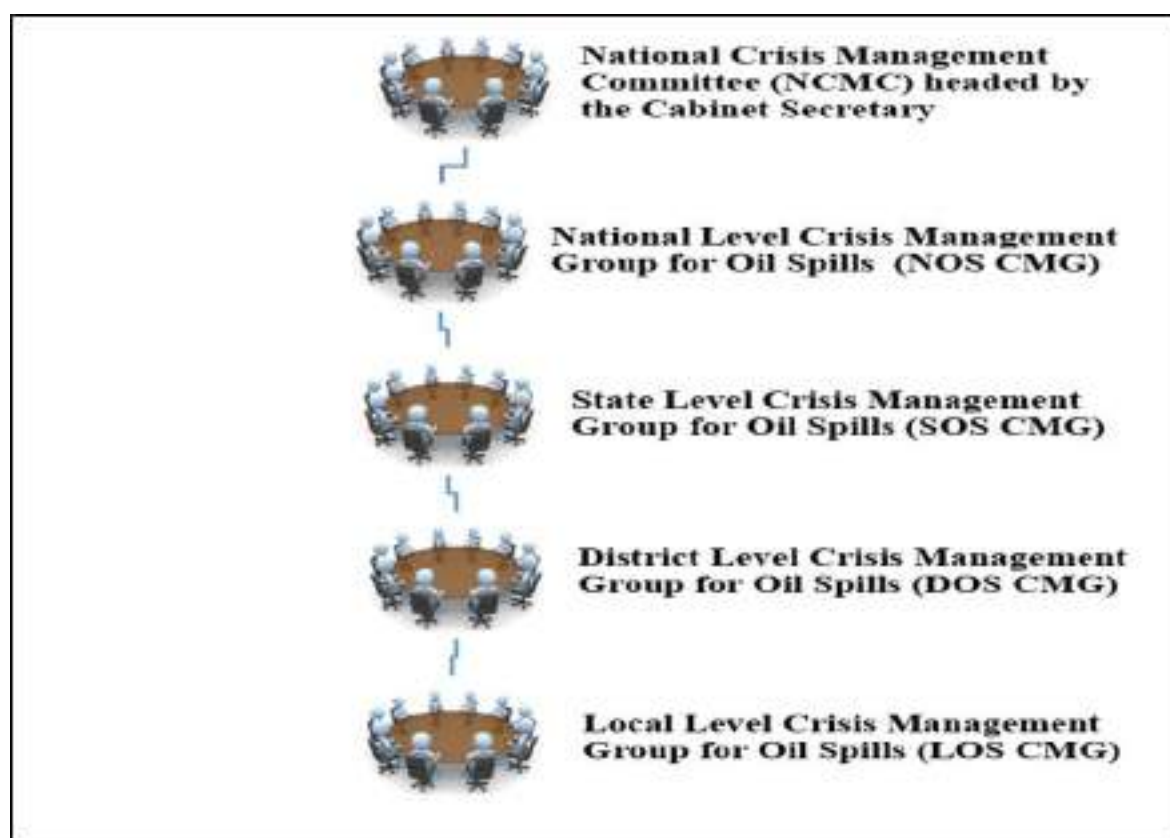 National Crisis Management
Committee (NCMC) headed by
the Cabinet Secretary
National Level Crisis Management
Group for Oil Spills (NOS CMG)
State Level Crisis Management
Group for Oil Spills (SOS CMG)
District Level Crisis Management
Group for Oil Spills (DOS CMG)
Local Level Crisis Management
Group for Oil Spills (LOS CMG)